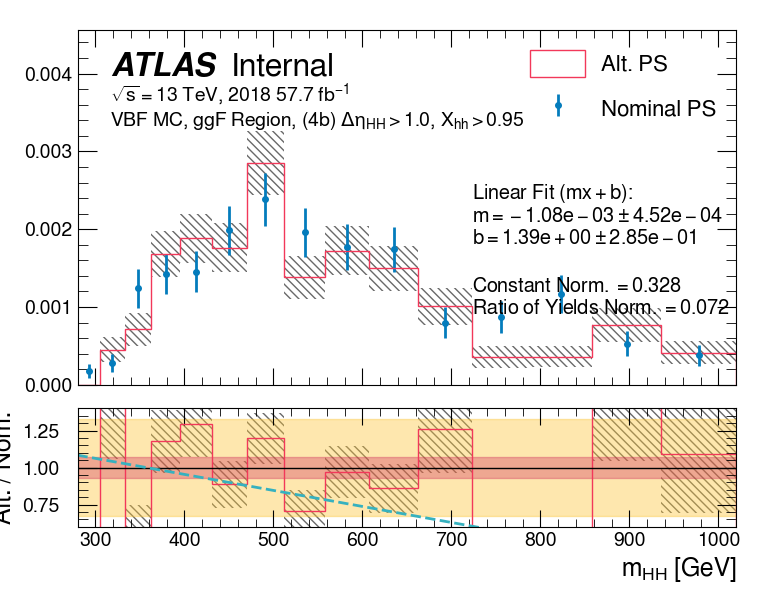 ATLAS Internal
√s = 13 TeV, 2018 57.7 fb⁻¹
VBF MC, ggF Region, (4b) Δη_HH > 1.0, X_hh > 0.95
Alt. PS
Nominal PS
Linear Fit (mx + b):
m = −1.08e−03 ± 4.52e−04
b = 1.39e+00 ± 2.85e−01
Constant Norm. = 0.328
Ratio of Yields Norm. = 0.072
0.004
0.003
0.002
0.001
0.000
Alt. / Nom.
1.25
1.00
0.75
300 400 500 600 700 800 900 1000
m_HH [GeV]